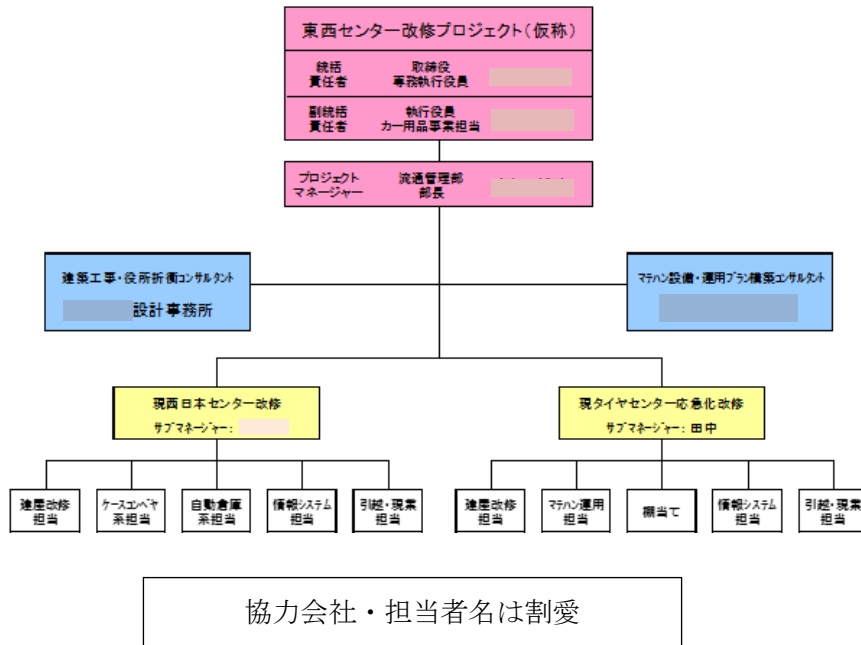 東西センター改修プロジェクト(仮称)
統括 取締役
責任者 専務執行役員
副統括 執行役員
責任者 カー用品事業担当
プロジェクト 流通管理部
マネージャー 部長
建築工事・役所折衝コンサルタント
設計事務所
マテハン設備・運用プラン構築コンサルタント
現西日本センター改修
サブマネージャー:
現タイヤセンター応急化改修
サブマネージャー:田中
建屋改修
担当
ケースコンベヤ
系担当
自動倉庫
系担当
情報システム
担当
引越・現業
担当
建屋改修
担当
マテハン運用
担当
棚当て
情報システム
担当
引越・現業
担当
協力会社・担当者名は割愛